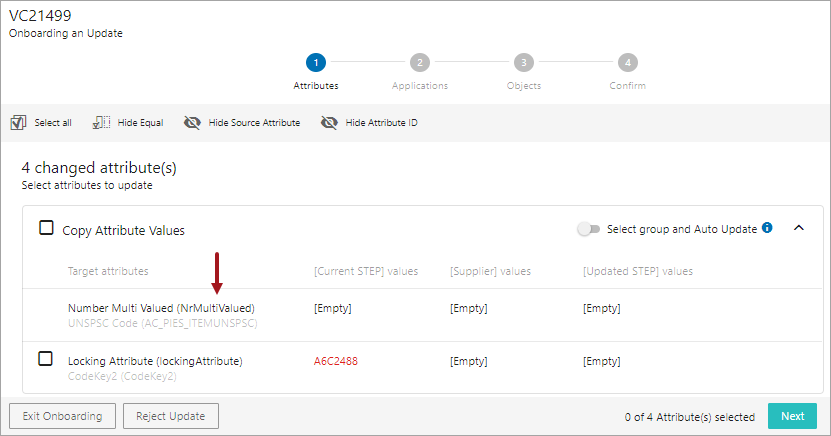 VC21499
Onboarding an Update
1 2 3 4
Attributes Applications Objects Confirm
Select all Hide Equal Hide Source Attribute Hide Attribute ID
4 changed attribute(s)
Select attributes to update
Copy Attribute Values Select group and Auto Update
Target attributes [Current STEP] values [Supplier] values [Updated STEP] values
Number Multi Valued (NrMultiValued) [Empty] [Empty] [Empty]
UNSPSC Code (AC_PIES_ITEMUNSPSC)
Locking Attribute (lockingAttribute) A6C2488 [Empty] [Empty]
CodeKey2 (CodeKey2)
Exit Onboarding Reject Update 0 of 4 Attribute(s) selected Next